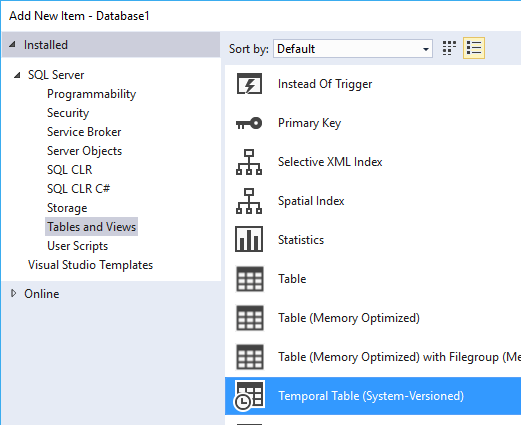 Add New Item - Database1
Installed
SQL Server
Programmability
Security
Service Broker
Server Objects
SQL CLR
SQL CLR C#
Storage
Tables and Views
User Scripts
Visual Studio Templates
Online
Sort by: Default
Instead Of Trigger
Primary Key
Selective XML Index
Spatial Index
Statistics
Table
Table (Memory Optimized)
Table (Memory Optimized) with Filegroup (Me
Temporal Table (System-Versioned)